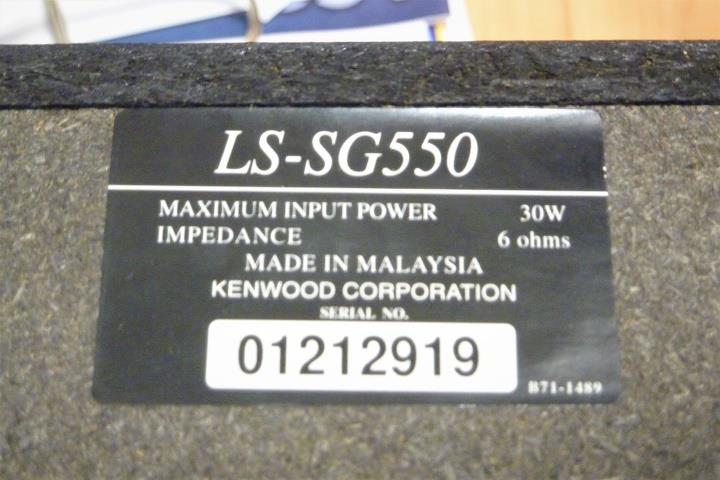 LS-SG550
MAXIMUM INPUT POWER 30W
IMPEDANCE 6 ohms
MADE IN MALAYSIA
KENWOOD CORPORATION
SERIAL NO.
01212919
B71-1489